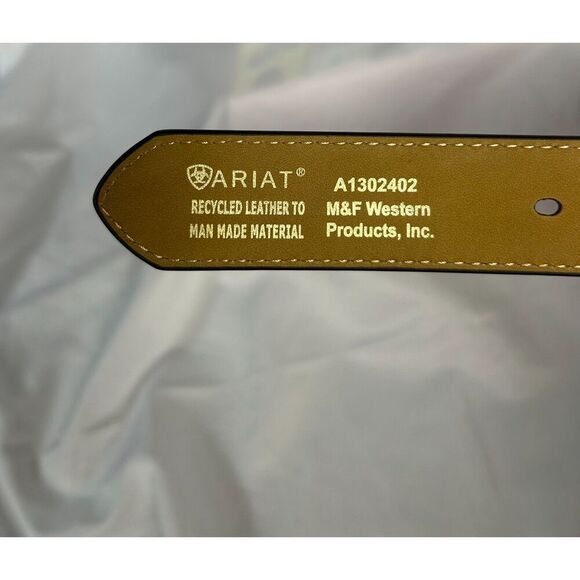 ARIAT®
RECYCLED LEATHER TO
MAN MADE MATERIAL
A1302402
M&F Western
Products, Inc.